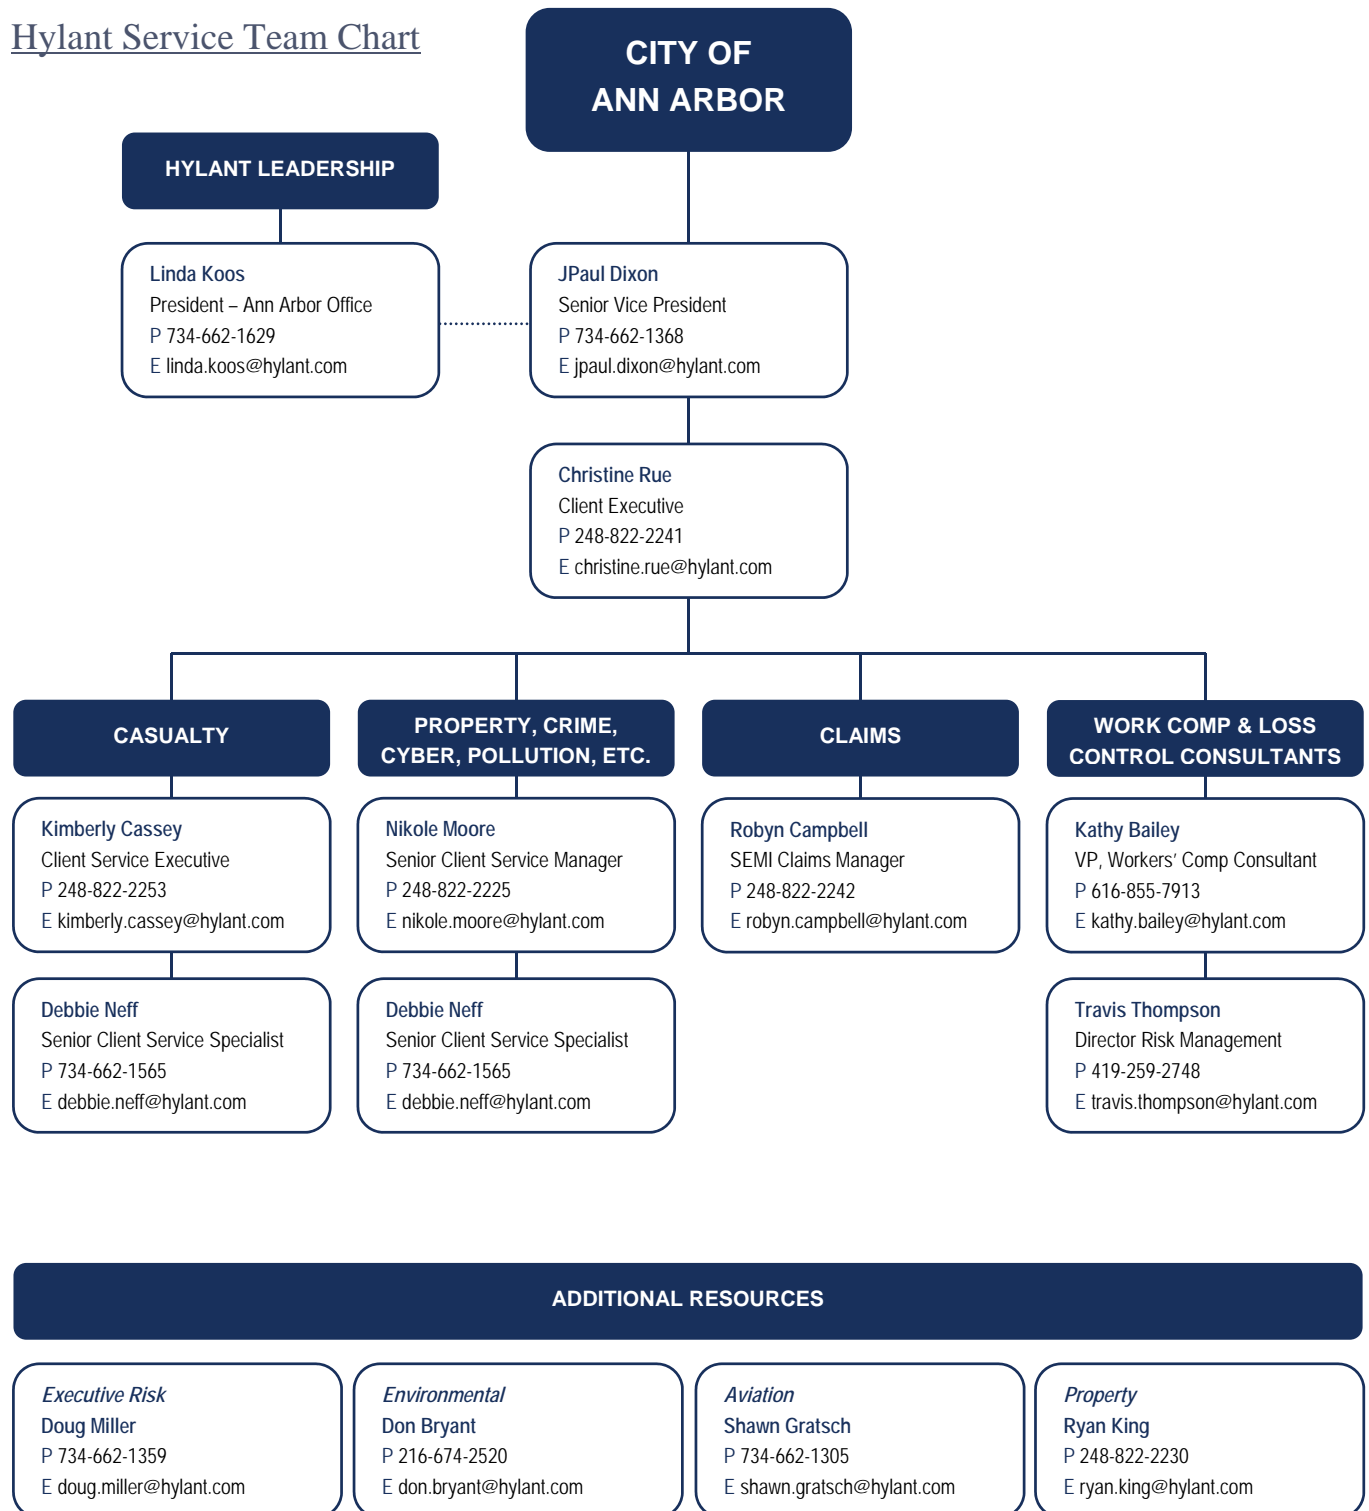 Hylant Service Team Chart
CITY OF
ANN ARBOR
HYLANT LEADERSHIP
Linda Koos
President – Ann Arbor Office
P 734-662-1629
E linda.koos@hylant.com
JPaul Dixon
Senior Vice President
P 734-662-1368
E jpaul.dixon@hylant.com
Christine Rue
Client Executive
P 248-822-2241
E christine.rue@hylant.com
CASUALTY
Kimberly Cassey
Client Service Executive
P 248-822-2253
E kimberly.cassey@hylant.com
Debbie Neff
Senior Client Service Specialist
P 734-662-1565
E debbie.neff@hylant.com
PROPERTY, CRIME,
CYBER, POLLUTION, ETC.
Nikole Moore
Senior Client Service Manager
P 248-822-2225
E nikole.moore@hylant.com
Debbie Neff
Senior Client Service Specialist
P 734-662-1565
E debbie.neff@hylant.com
CLAIMS
Robyn Campbell
SEMI Claims Manager
P 248-822-2242
E robyn.campbell@hylant.com
WORK COMP & LOSS
CONTROL CONSULTANTS
Kathy Bailey
VP, Workers’ Comp Consultant
P 616-855-7913
E kathy.bailey@hylant.com
Travis Thompson
Director Risk Management
P 419-259-2748
E travis.thompson@hylant.com
ADDITIONAL RESOURCES
Executive Risk
Doug Miller
P 734-662-1359
E doug.miller@hylant.com
Environmental
Don Bryant
P 216-674-2520
E don.bryant@hylant.com
Aviation
Shawn Gratsch
P 734-662-1305
E shawn.gratsch@hylant.com
Property
Ryan King
P 248-822-2230
E ryan.king@hylant.com